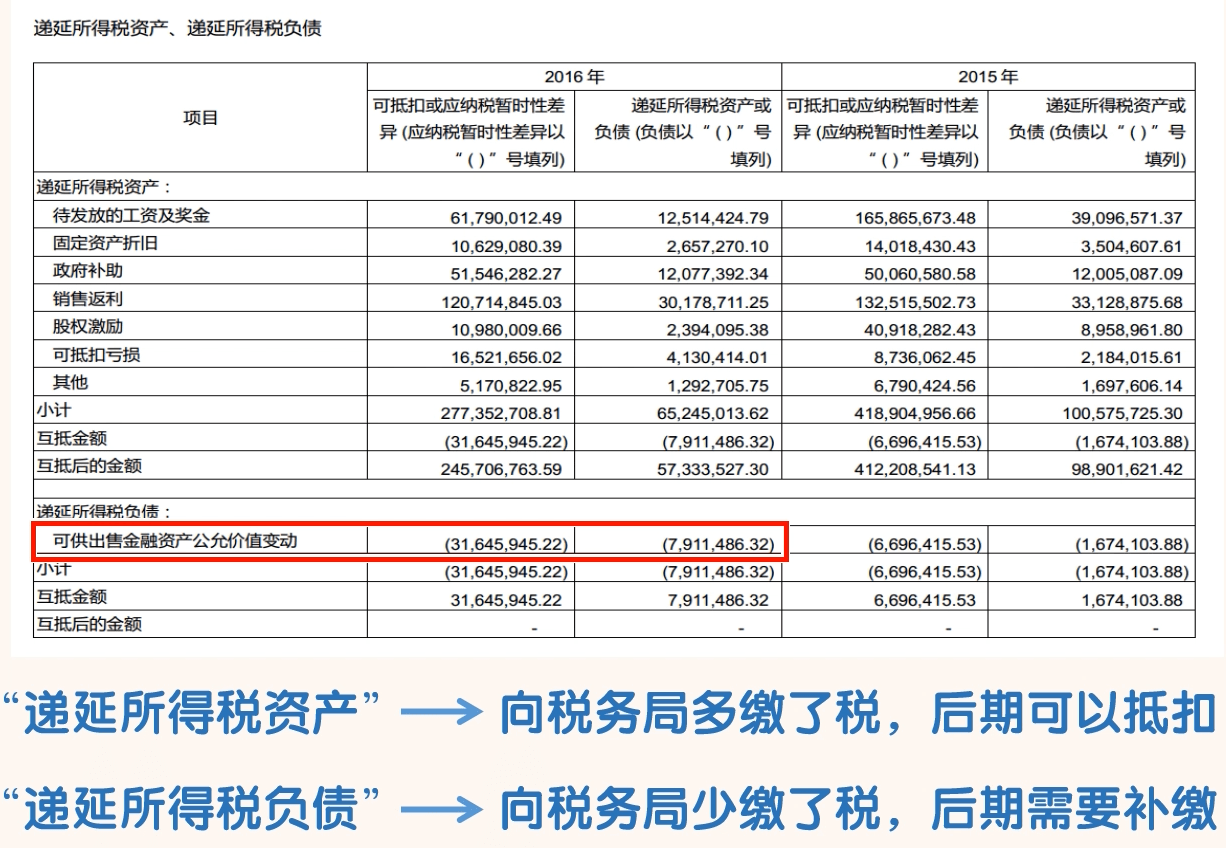 递延所得税资产、递延所得税负债
项目 2016 年 2015 年
可抵扣或应纳税暂时性差 递延所得税资产或 可抵扣或应纳税暂时性差 递延所得税资产或
异 (应纳税暂时性差异以 负债 (负债以 “ ( ) ” 号 异 (应纳税暂时性差异以 负债 (负债以 “ ( ) ” 号
“ ( ) ” 号填列) 填列) “ ( ) ” 号填列) 填列)
递延所得税资产：
待发放的工资及奖金 61,790,012.49 12,514,424.79 165,865,673.48 39,096,571.37
固定资产折旧 10,629,080.39 2,657,270.10 14,018,430.43 3,504,607.61
政府补助 51,546,282.27 12,077,392.34 50,060,580.58 12,005,087.09
销售返利 120,714,845.03 30,178,711.25 132,515,502.73 33,128,875.68
股权激励 10,980,009.66 2,394,095.38 40,918,282.43 8,958,961.80
可抵扣亏损 16,521,656.02 4,130,414.01 8,736,062.45 2,184,015.61
其他 5,170,822.95 1,292,705.75 6,790,424.56 1,697,606.14
小计 277,352,708.81 65,245,013.62 418,904,956.66 100,575,725.30
互抵金额 (31,645,945.22) (7,911,486.32) (6,696,415.53) (1,674,103.88)
互抵后的金额 245,706,763.59 57,333,527.30 412,208,541.13 98,901,621.42
递延所得税负债：
可供出售金融资产公允价值变动 (31,645,945.22) (7,911,486.32) (6,696,415.53) (1,674,103.88)
小计 (31,645,945.22) (7,911,486.32) (6,696,415.53) (1,674,103.88)
互抵金额 31,645,945.22 7,911,486.32 6,696,415.53 1,674,103.88
互抵后的金额 - - - -
“递延所得税资产” → 向税务局多缴了税，后期可以抵扣
“递延所得税负债” → 向税务局少缴了税，后期需要补缴